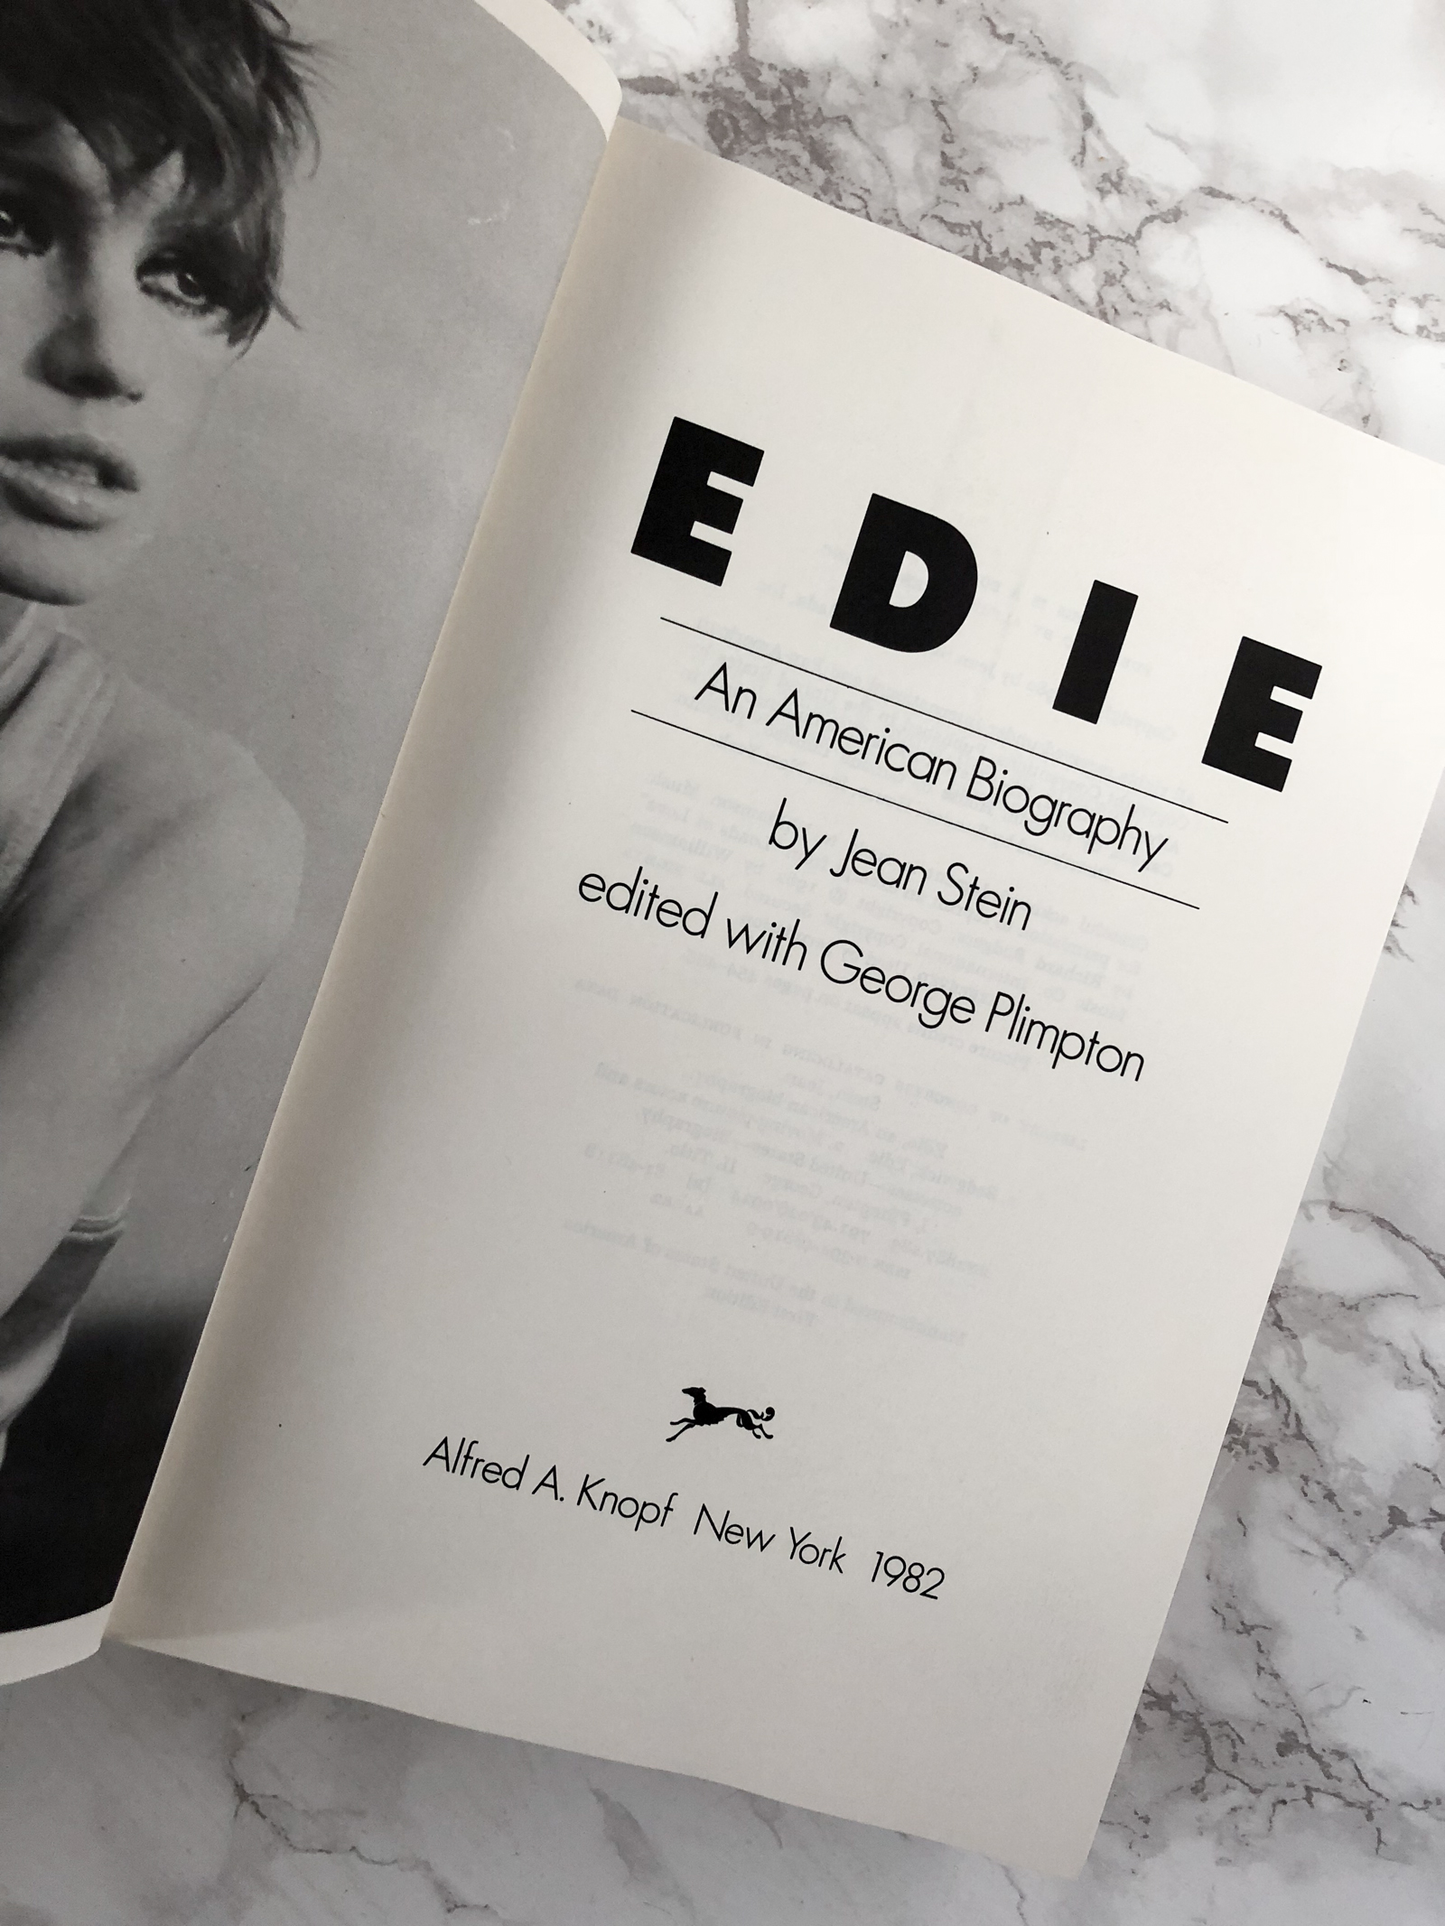 EDIE
An American Biography
by Jean Stein
edited with George Plimpton
Alfred A. Knopf New York 1982